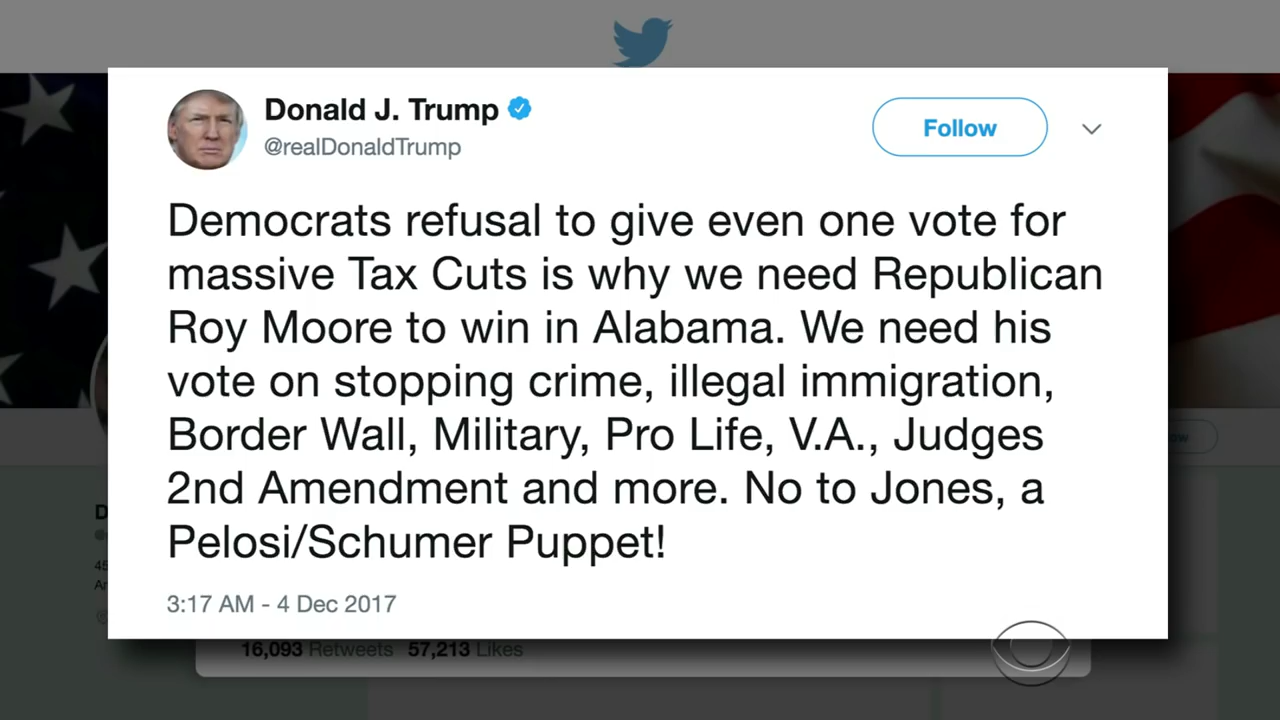 Donald J. Trump
@realDonaldTrump
Follow
Democrats refusal to give even one vote for
massive Tax Cuts is why we need Republican
Roy Moore to win in Alabama. We need his
vote on stopping crime, illegal immigration,
Border Wall, Military, Pro Life, V.A., Judges
2nd Amendment and more. No to Jones, a
Pelosi/Schumer Puppet!
3:17 AM - 4 Dec 2017
16,093 Retweets 57,213 Likes